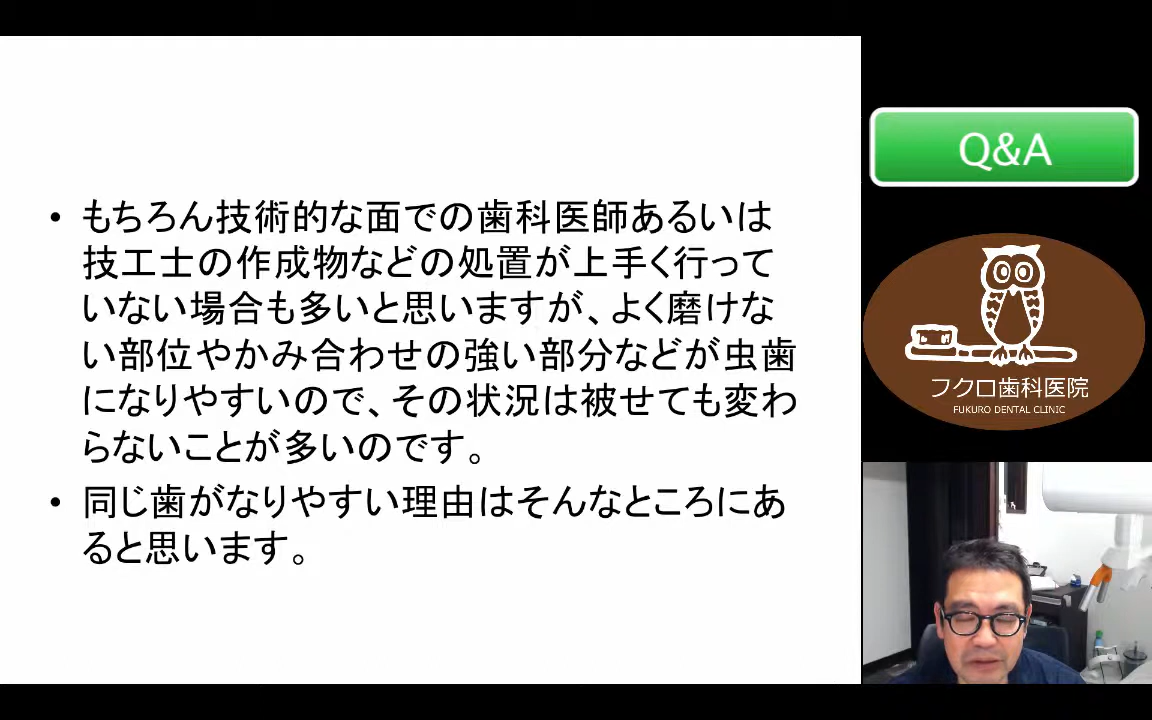 • もちろん技術的な面での歯科医師あるいは
技工士の作成物などの処置が上手く行って
いない場合も多いと思いますが、よく磨けな
い部位やかみ合わせの強い部分などが虫歯
になりやすいので、その状況は被せても変わ
らないことが多いのです。
• 同じ歯がなりやすい理由はそんなところにあ
ると思います。
Q&A
フクロ歯科医院
FUKURO DENTAL CLINIC